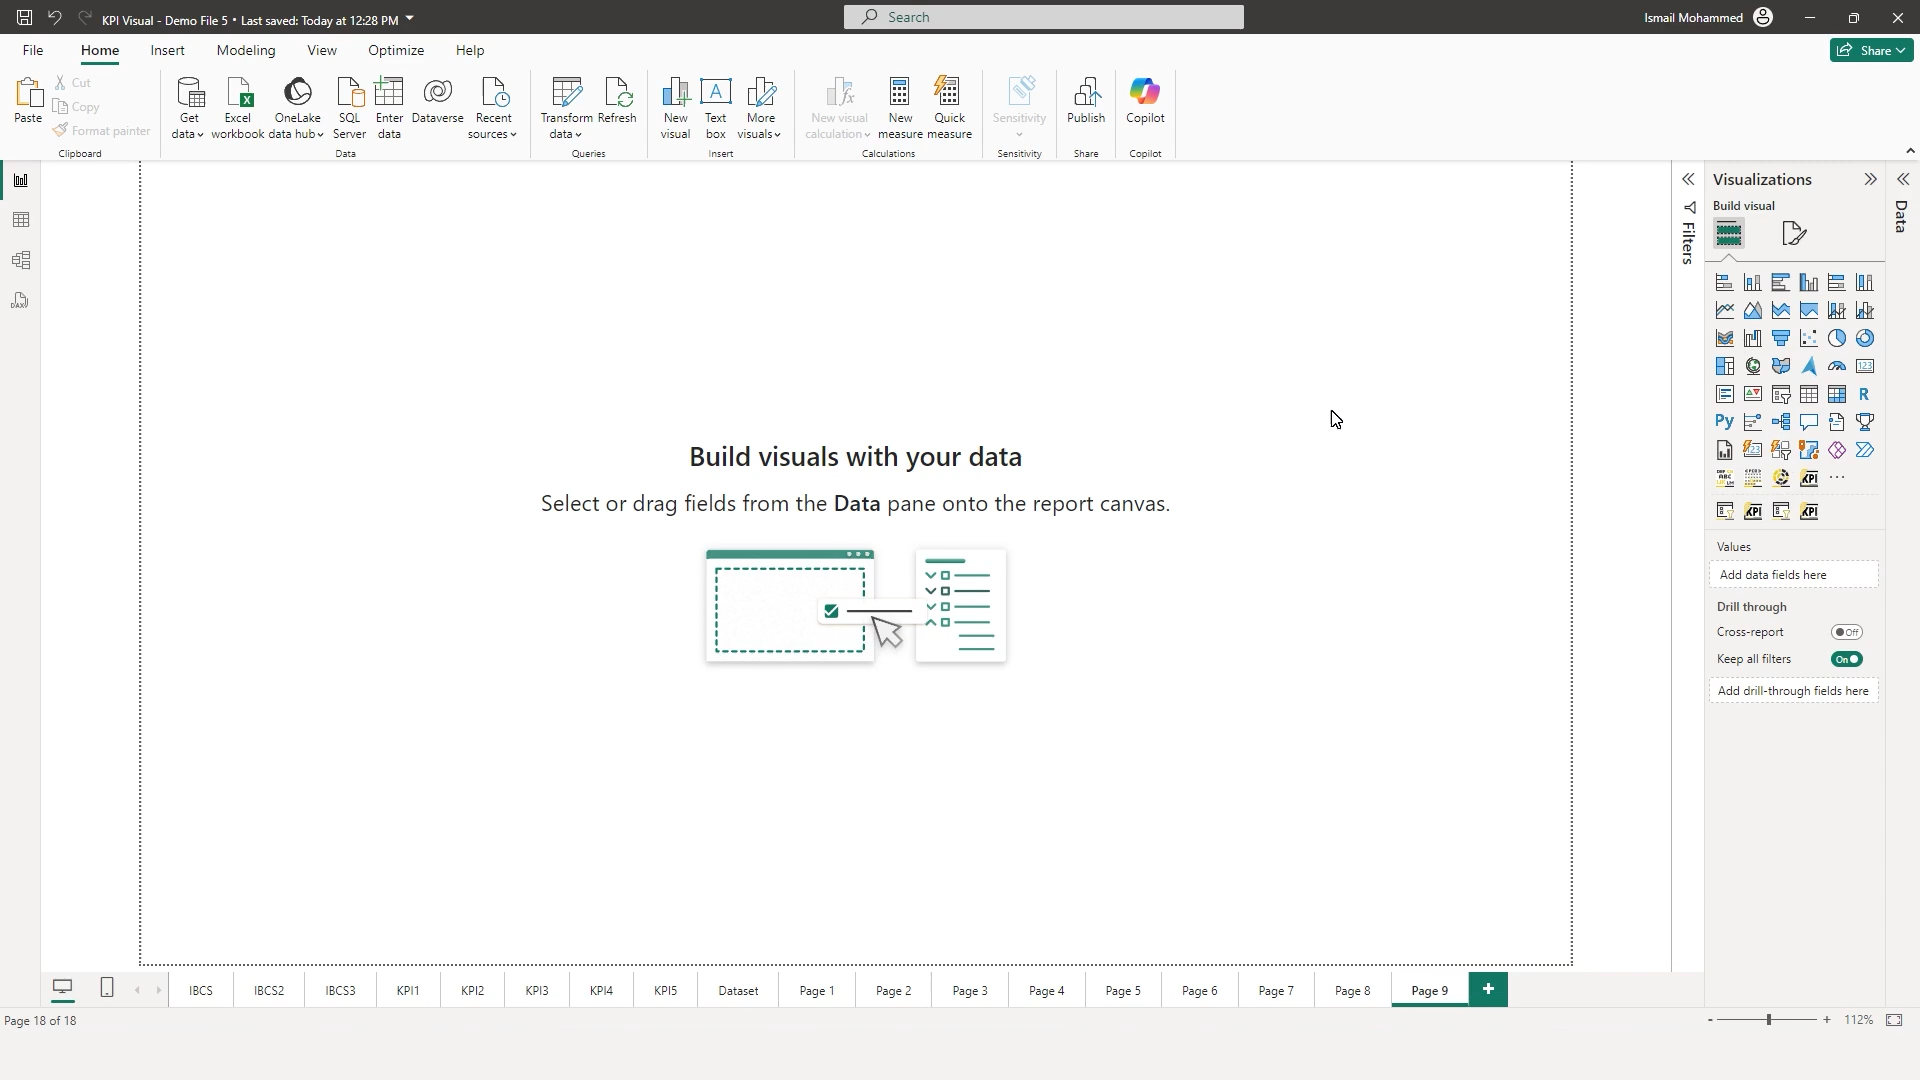 KPI Visual - Demo File 5 • Last saved: Today at 12:28 PM
Search
Ismail Mohammed
File
Home
Insert
Modeling
View
Optimize
Help
Share
Paste
Cut
Copy
Format painter
Clipboard
Get
data
Excel
workbook
OneLake
data hub
SQL
Server
Enter
data
Dataverse
Recent
sources
Data
Transform
data
Refresh
Queries
New
visual
Text
box
More
visuals
Insert
New visual
calculation
New
measure
Quick
measure
Calculations
Sensitivity
Sensitivity
Publish
Share
Copilot
Copilot
Build visuals with your data
Select or drag fields from the Data pane onto the report canvas.
Filters
Visualizations
Build visual
Data
123
R
Py
KPI
KPI
KPI
Values
Add data fields here
Drill through
Cross-report
Off
Keep all filters
On
Add drill-through fields here
IBCS
IBCS2
IBCS3
KPI1
KPI2
KPI3
KPI4
KPI5
Dataset
Page 1
Page 2
Page 3
Page 4
Page 5
Page 6
Page 7
Page 8
Page 9
+
Page 18 of 18
- + 112%